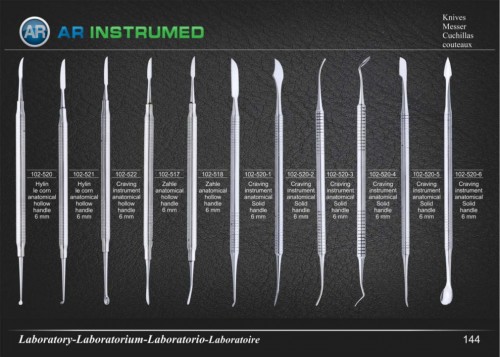 AR AR INSTRUMED
Knives
Messer
Cuchillas
couteaux
102-520
Hylin
le corn
anatomical
hollow
handle
6 mm
102-521
Hylin
le corn
anatomical
hollow
handle
6 mm
102-522
Craving
instrument
anatomical
hollow
handle
6 mm
102-517
Zahle
anatomical
hollow
handle
6 mm
102-518
Zahle
anatomical
hollow
handle
6 mm
102-520-1
Craving
instrument
anatomical
Solid
handle
6 mm
102-520-2
Craving
instrument
anatomical
Solid
handle
6 mm
102-520-3
Craving
instrument
anatomical
Solid
handle
6 mm
102-520-4
Craving
instrument
anatomical
Solid
handle
6 mm
102-520-5
Craving
instrument
anatomical
Solid
handle
6 mm
102-520-6
Craving
instrument
anatomical
Solid
handle
6 mm
Laboratory-Laboratorium-Laboratorio-Laboratoire
144